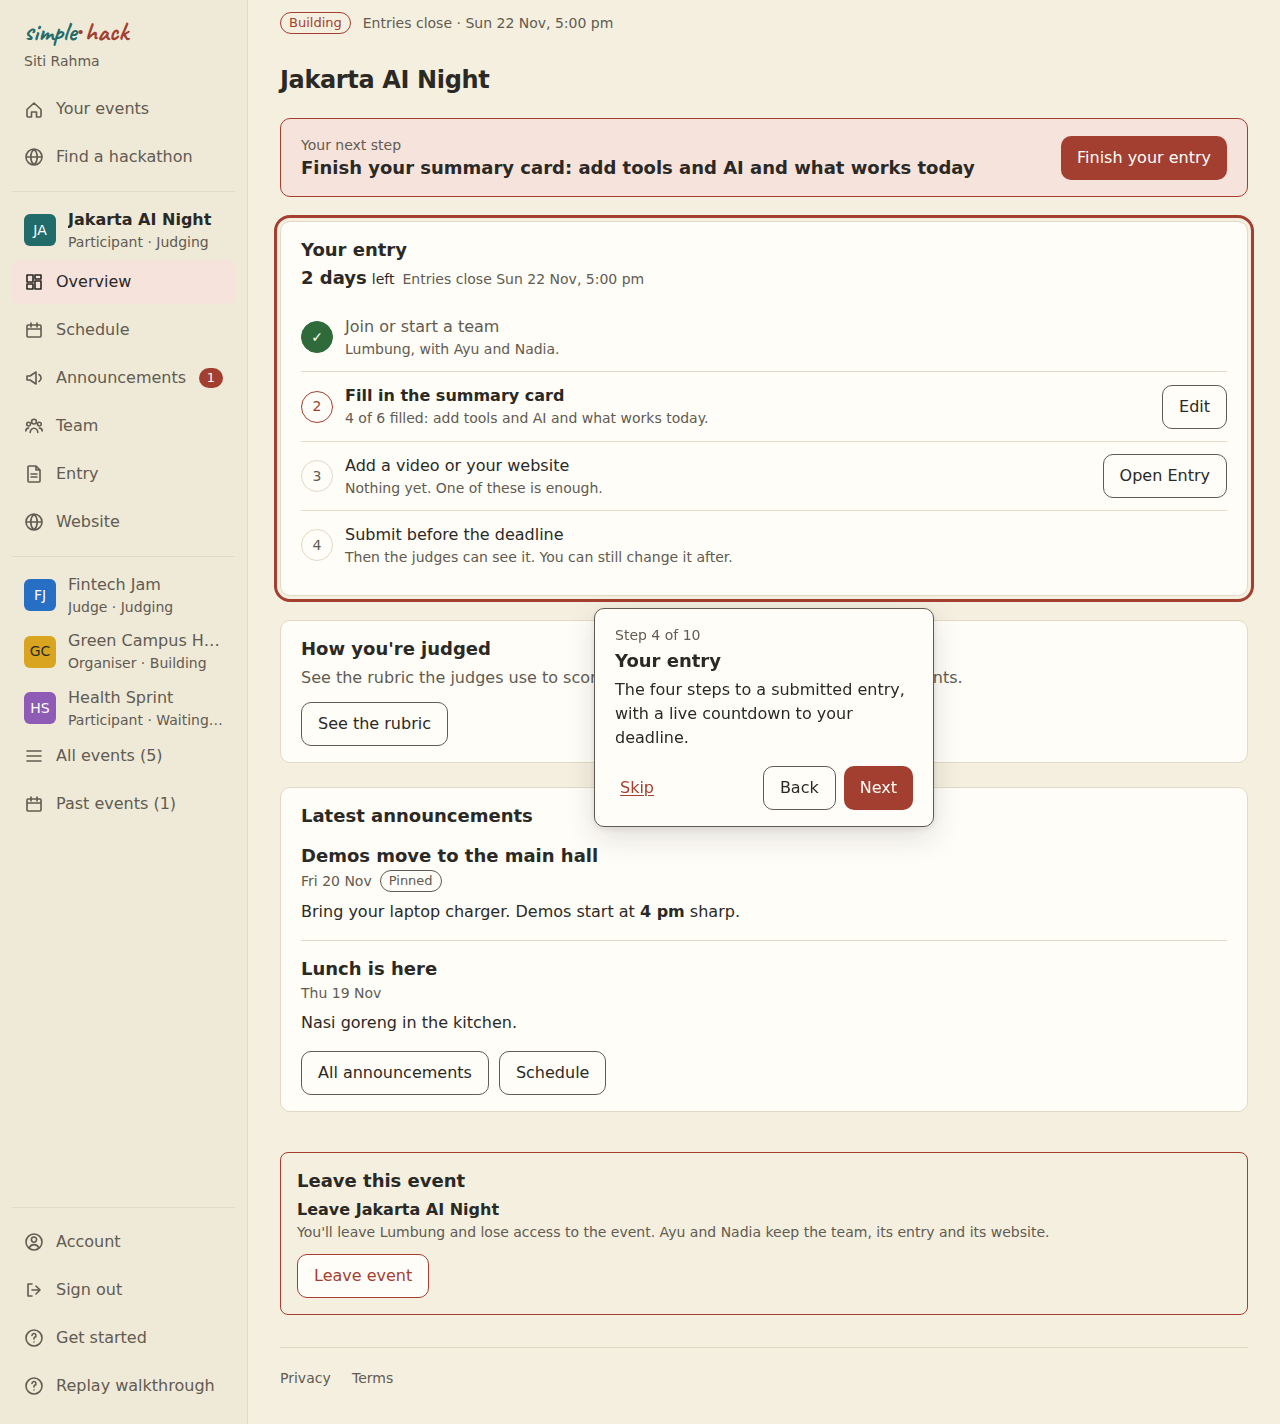 simple·hack
Siti Rahma
Your events
Find a hackathon
JA
Jakarta AI Night
Participant · Judging
Overview
Schedule
Announcements 1
Team
Entry
Website
FJ
Fintech Jam
Judge · Judging
GC
Green Campus H…
Organiser · Building
HS
Health Sprint
Participant · Waiting…
All events (5)
Past events (1)
Account
Sign out
Get started
Replay walkthrough
Building Entries close · Sun 22 Nov, 5:00 pm
Jakarta AI Night
Your next step
Finish your summary card: add tools and AI and what works today
Finish your entry
Your entry
2 days left Entries close Sun 22 Nov, 5:00 pm
✓
Join or start a team
Lumbung, with Ayu and Nadia.
2
Fill in the summary card
4 of 6 filled: add tools and AI and what works today.
Edit
3
Add a video or your website
Nothing yet. One of these is enough.
Open Entry
4
Submit before the deadline
Then the judges can see it. You can still change it after.
How you're judged
See the rubric the judges use to
See the rubric
Step 4 of 10
Your entry
The four steps to a submitted entry,
with a live countdown to your
deadline.
Skip
Back
Next
Latest announcements
Demos move to the main hall
Fri 20 Nov Pinned
Bring your laptop charger. Demos start at 4 pm sharp.
Lunch is here
Thu 19 Nov
Nasi goreng in the kitchen.
All announcements
Schedule
Leave this event
Leave Jakarta AI Night
You'll leave Lumbung and lose access to the event. Ayu and Nadia keep the team, its entry and its website.
Leave event
Privacy
Terms